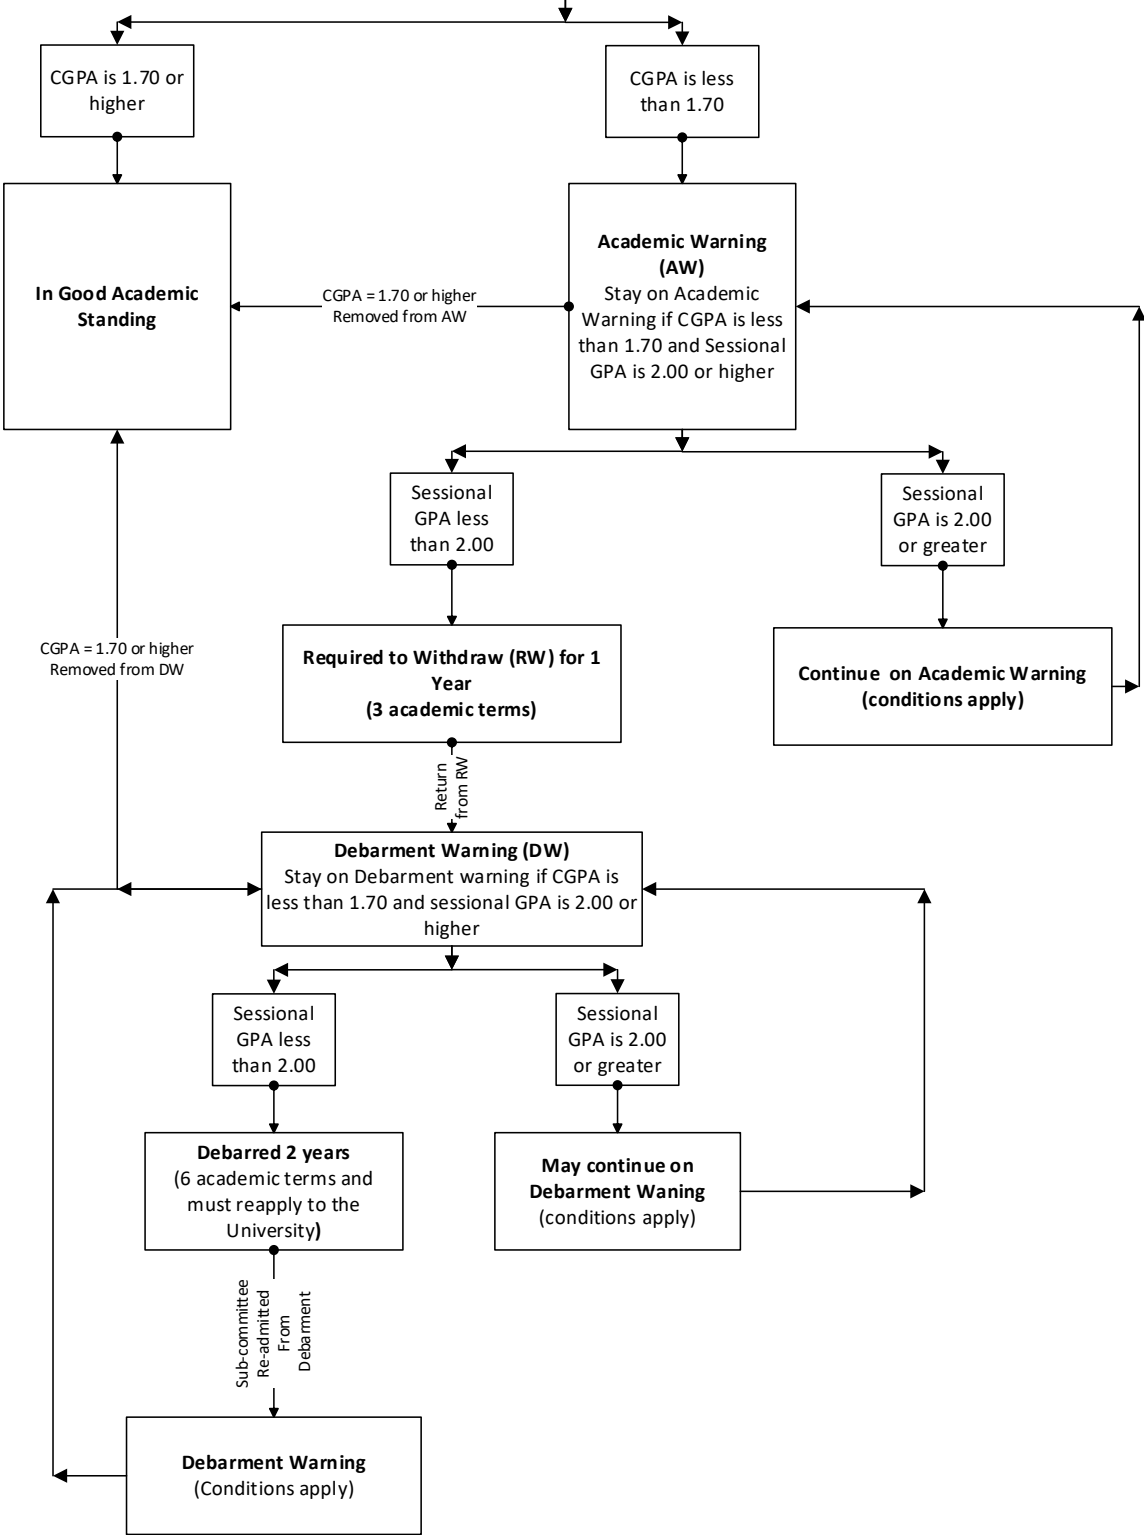 CGPA is 1.70 or
higher
CGPA is less
than 1.70
In Good Academic
Standing
CGPA = 1.70 or higher
Removed from AW
Academic Warning
(AW)
Stay on Academic
Warning if CGPA is less
than 1.70 and Sessional
GPA is 2.00 or higher
Sessional
GPA less
than 2.00
Sessional
GPA is 2.00
or greater
CGPA = 1.70 or higher
Removed from DW
Required to Withdraw (RW) for 1
Year
(3 academic terms)
Continue on Academic Warning
(conditions apply)
Return
from RW
Debarment Warning (DW)
Stay on Debarment warning if CGPA is
less than 1.70 and sessional GPA is 2.00 or
higher
Sessional
GPA less
than 2.00
Sessional
GPA is 2.00
or greater
Debarred 2 years
(6 academic terms and
must reapply to the
University)
May continue on
Debarment Waning
(conditions apply)
Sub-committee
Re-admitted
From
Debarment
Debarment Warning
(Conditions apply)